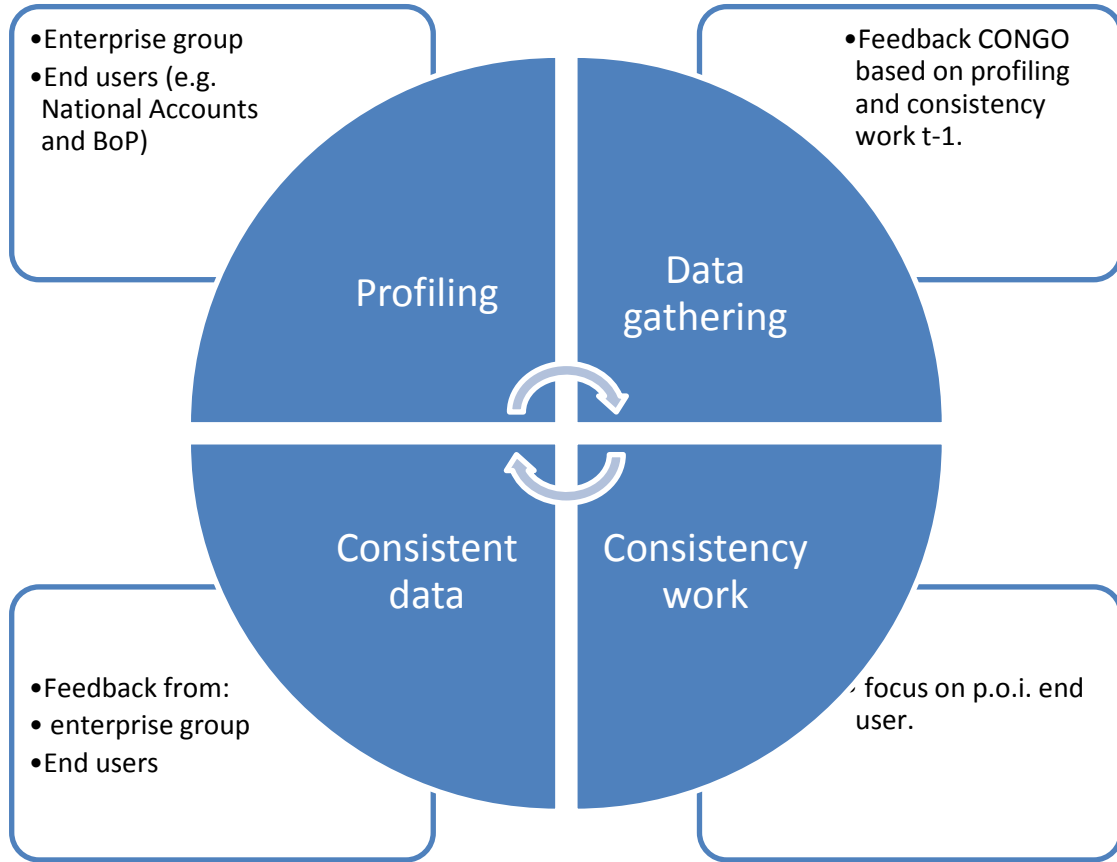 •Enterprise group
•End users (e.g.
National Accounts
and BoP)
•Feedback CONGO
based on profiling
and consistency
work t-1.
Profiling
Data
gathering
Consistent
data
Consistency
work
•Feedback from:
• enterprise group
•End users
• focus on p.o.i. end
user.